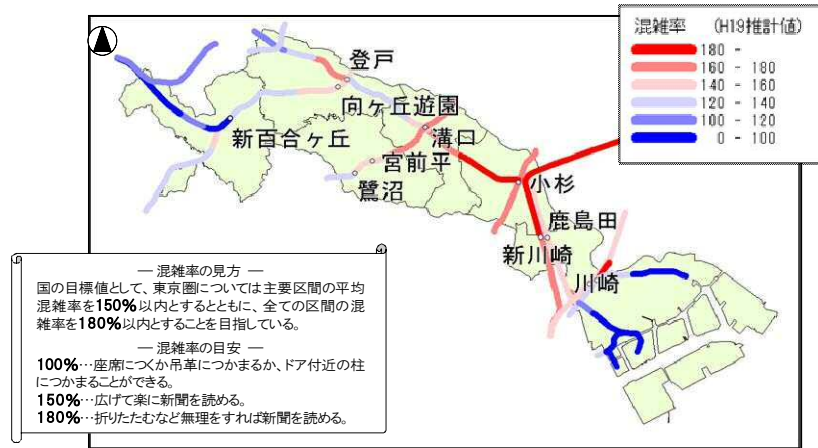 混雑率 (H19推計値)
180 -
160 - 180
140 - 160
120 - 140
100 - 120
0 - 100
登戸
向ヶ丘遊園
新百合ヶ丘
溝口
宮前平
鷺沼
小杉
鹿島田
新川崎
川崎
― 混雑率の見方 ―
国の目標値として、東京圏については主要区間の平均
混雑率を150%以内とするとともに、全ての区間の混
雑率を180%以内とすることを目指している。
― 混雑率の目安 ―
100%…座席につくか吊革につかまるか、ドア付近の柱
につかまることができる。
150%…広げて楽に新聞を読める。
180%…折りたたむなど無理をすれば新聞を読める。